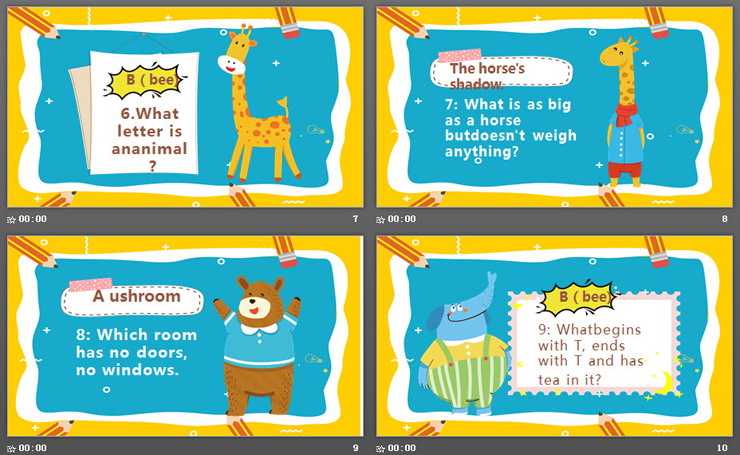 B ( bee
6.What
letter is
ananimal
?
00:00
7
The horse's
shadow
7: What is as big
as a horse
butdoesn't weigh
anything?
00:00
8
A ushroom
8: Which room
has no doors,
no windows.
00:00
9
B ( bee
9: Whatbegins
with T, ends
with T and has
tea in it?
00:00
10